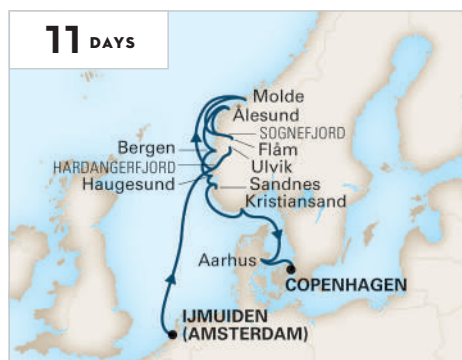 11 DAYS
Molde
Ålesund
SOGNEFJORD
Bergen
Flåm
HARDANGERFJORD
Ulvik
Haugesund
Sandnes
Kristiansand
Aarhus
COPENHAGEN
IJMUIDEN
(AMSTERDAM)